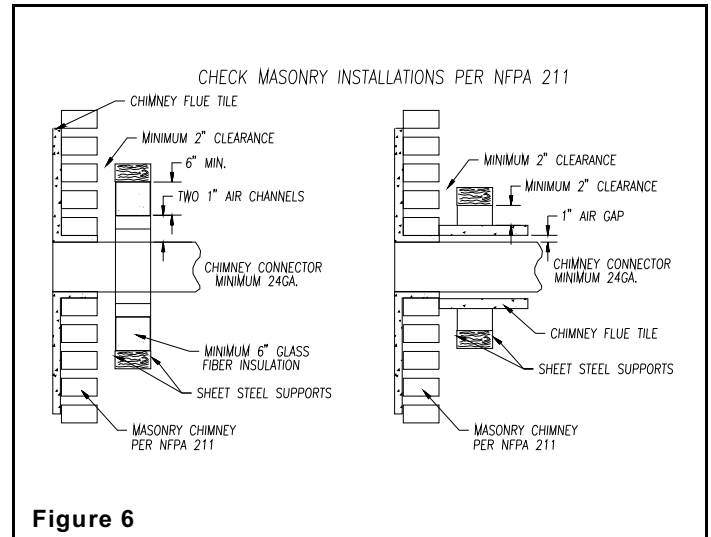 CHECK MASONRY INSTALLATIONS PER NFPA 211
CHIMNEY FLUE TILE
MINIMUM 2" CLEARANCE
6" MIN.
TWO 1" AIR CHANNELS
CHIMNEY CONNECTOR
MINIMUM 24GA.
MINIMUM 6" GLASS
FIBER INSULATION
SHEET STEEL SUPPORTS
MASONRY CHIMNEY
PER NFPA 211
MINIMUM 2" CLEARANCE
MINIMUM 2" CLEARANCE
1" AIR GAP
CHIMNEY CONNECTOR
MINIMUM 24GA.
CHIMNEY FLUE TILE
SHEET STEEL SUPPORTS
MASONRY CHIMNEY
PER NFPA 211
Figure 6